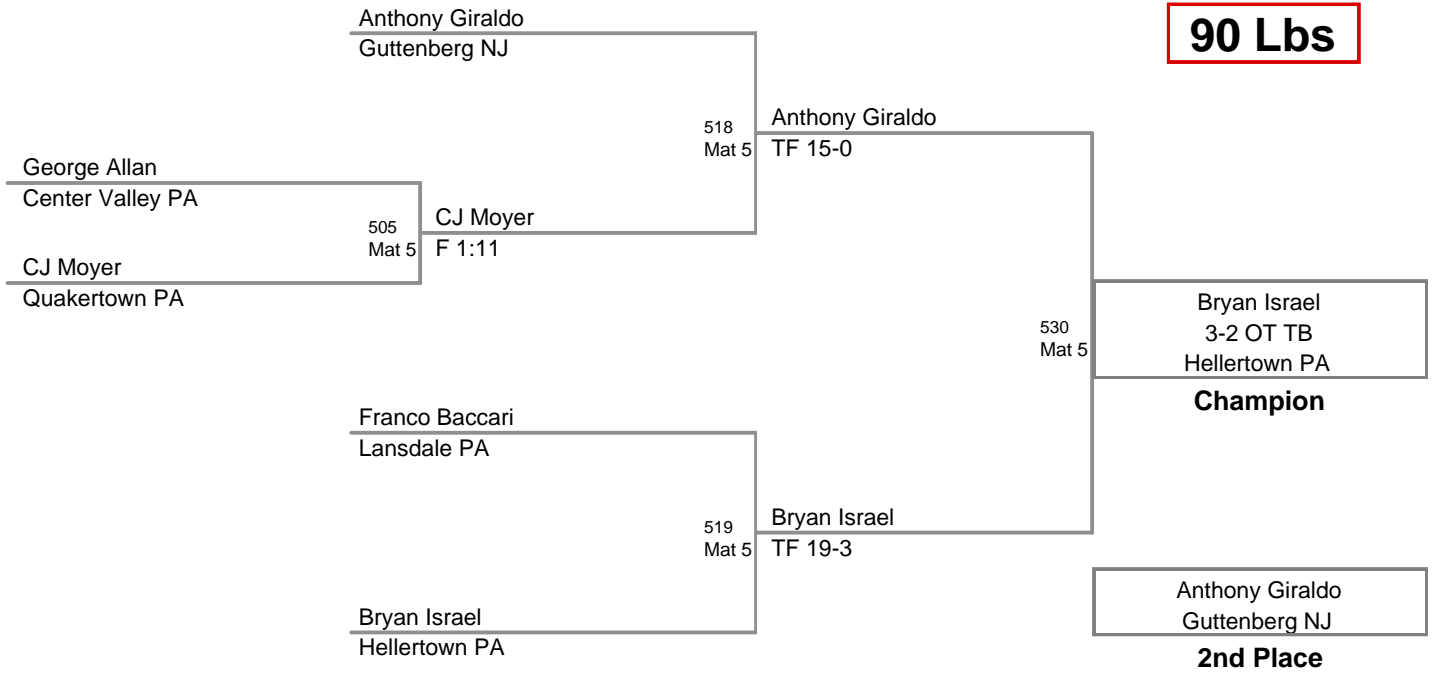 Anthony Giraldo
Guttenberg NJ
90 Lbs
518
Mat 5
Anthony Giraldo
TF 15-0
George Allan
Center Valley PA
505
Mat 5
CJ Moyer
F 1:11
CJ Moyer
Quakertown PA
530
Mat 5
Bryan Israel
3-2 OT TB
Hellertown PA
Champion
Franco Baccari
Lansdale PA
519
Mat 5
Bryan Israel
TF 19-3
Bryan Israel
Hellertown PA
Anthony Giraldo
Guttenberg NJ
2nd Place